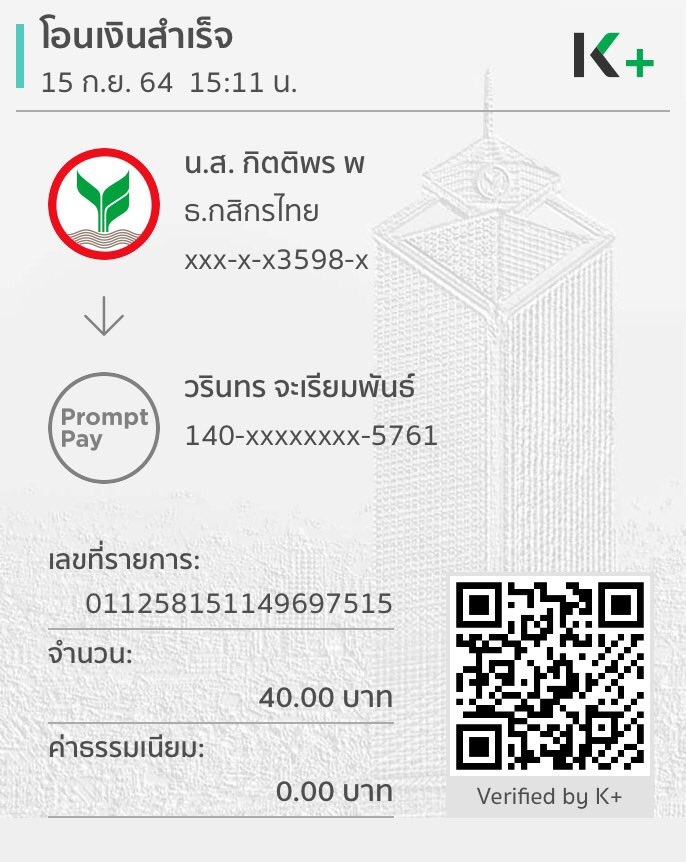 โอนเงินสำเร็จ
15 ก.ย. 64 15:11 น.
K+
น.ส. กิตติพร พ
ธ.กสิกรไทย
xxx-x-x3598-x
Prompt
Pay
วรินทร จะเรียมพันธ์
140-xxxxxxxx-5761
เลขที่รายการ:
011258151149697515
จำนวน:
40.00 บาท
ค่าธรรมเนียม:
0.00 บาท
Verified by K+